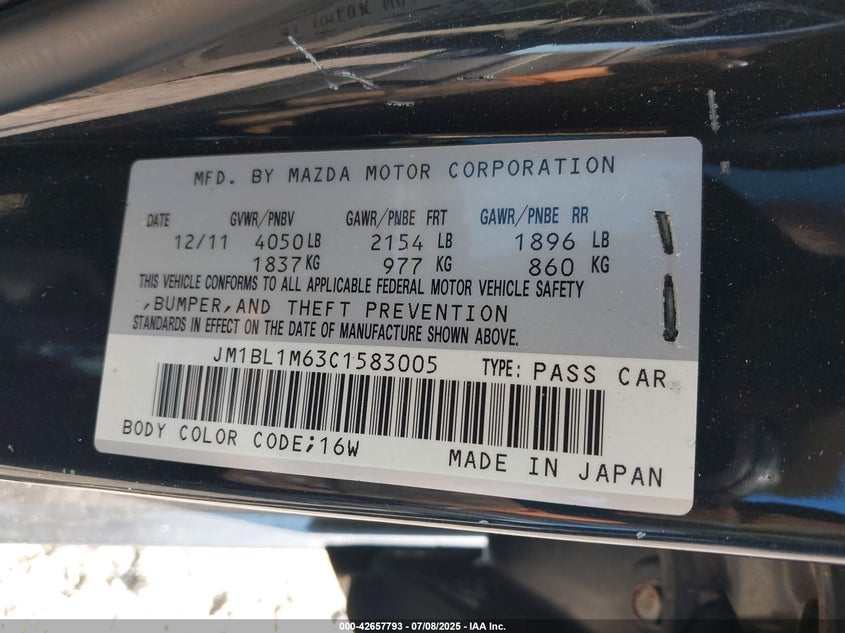 MFD. BY MAZDA MOTOR CORPORATION
DATE GVWR/PNBV GAWR/PNBE FRT GAWR/PNBE RR
12/11 4050 LB 2154 LB 1896 LB
1837 KG 977 KG 860 KG
THIS VEHICLE CONFORMS TO ALL APPLICABLE FEDERAL MOTOR VEHICLE SAFETY
,BUMPER,AND THEFT PREVENTION
STANDARDS IN EFFECT ON THE DATE OF MANUFACTURE SHOWN ABOVE.
JM1BL1M63C1583005 TYPE: PASS CAR
BODY COLOR CODE;16W
MADE IN JAPAN
000-42657793 - 07/08/2025 - IAA Inc.